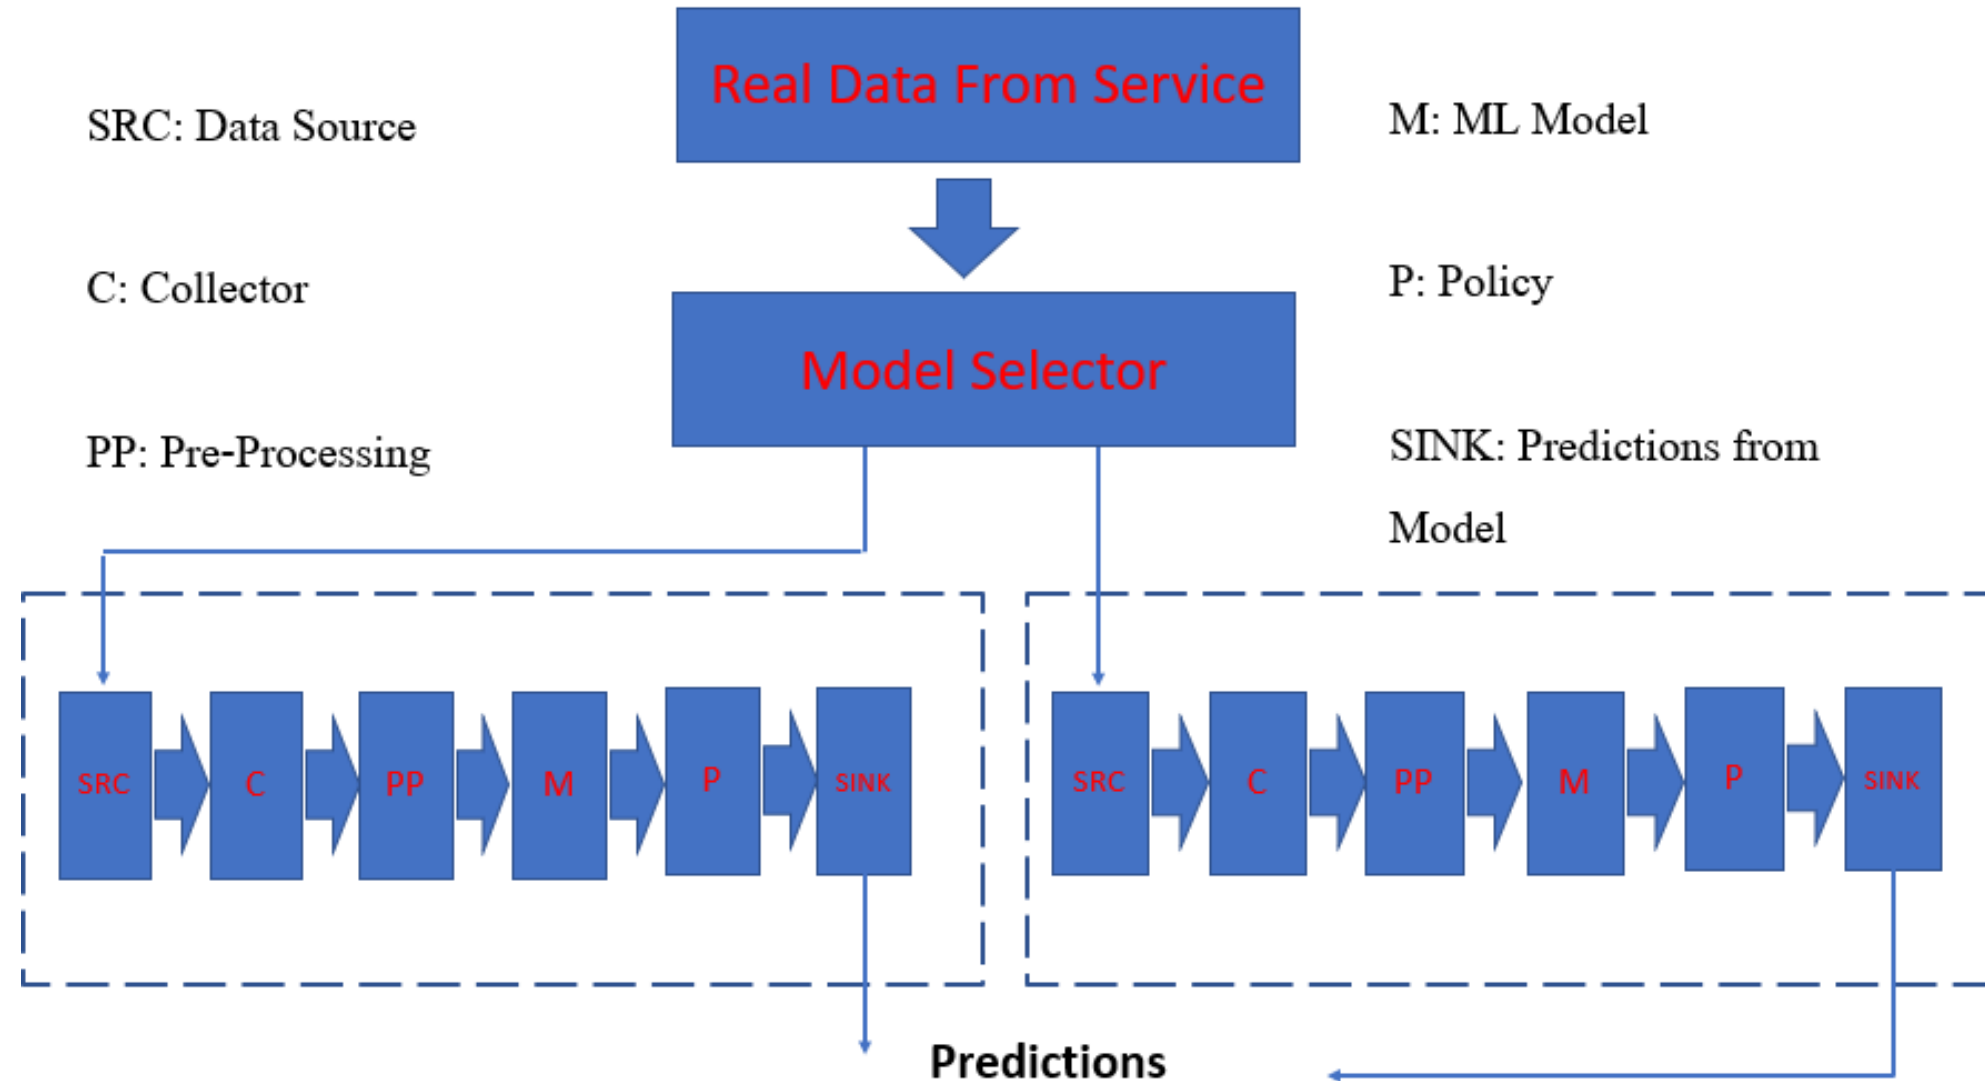 Real Data From Service
SRC: Data Source
M: ML Model
C: Collector
P: Policy
Model Selector
PP: Pre-Processing
SINK: Predictions from
Model
SRC
C
PP
M
P
SINK
SRC
C
PP
M
P
SINK
Predictions